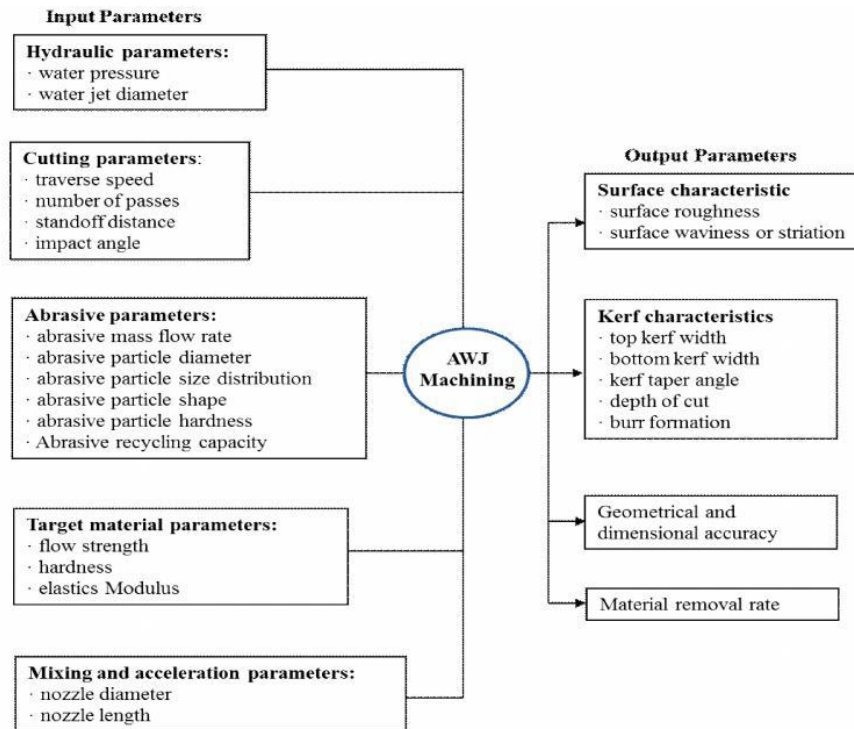 Input Parameters
Hydraulic parameters:
· water pressure
· water jet diameter
Cutting parameters:
· traverse speed
· number of passes
· standoff distance
· impact angle
Abrasive parameters:
· abrasive mass flow rate
· abrasive particle diameter
· abrasive particle size distribution
· abrasive particle shape
· abrasive particle hardness
· Abrasive recycling capacity
Target material parameters:
· flow strength
· hardness
· elastics Modulus
Mixing and acceleration parameters:
· nozzle diameter
· nozzle length
AWJ
Machining
Output Parameters
Surface characteristic
· surface roughness
· surface waviness or striation
Kerf characteristics
· top kerf width
· bottom kerf width
· kerf taper angle
· depth of cut
· burr formation
Geometrical and
dimensional accuracy
Material removal rate